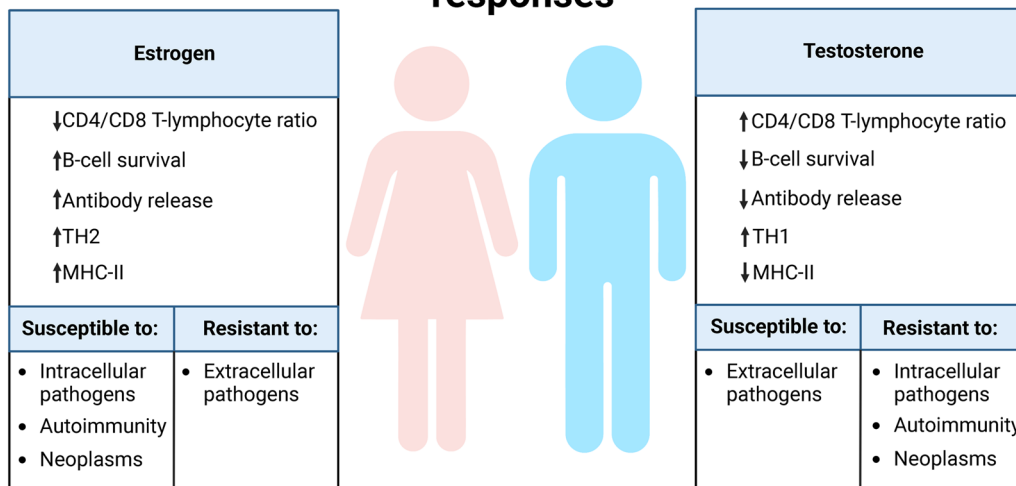 responses
Estrogen
↓CD4/CD8 T-lymphocyte ratio
↑B-cell survival
↑Antibody release
↑TH2
↑MHC-II
Susceptible to:
Resistant to:
• Intracellular
pathogens
• Autoimmunity
• Neoplasms
• Extracellular
pathogens
Testosterone
↑CD4/CD8 T-lymphocyte ratio
↓B-cell survival
↓Antibody release
↑TH1
↓MHC-II
Susceptible to:
Resistant to:
• Extracellular
pathogens
• Intracellular
pathogens
• Autoimmunity
• Neoplasms